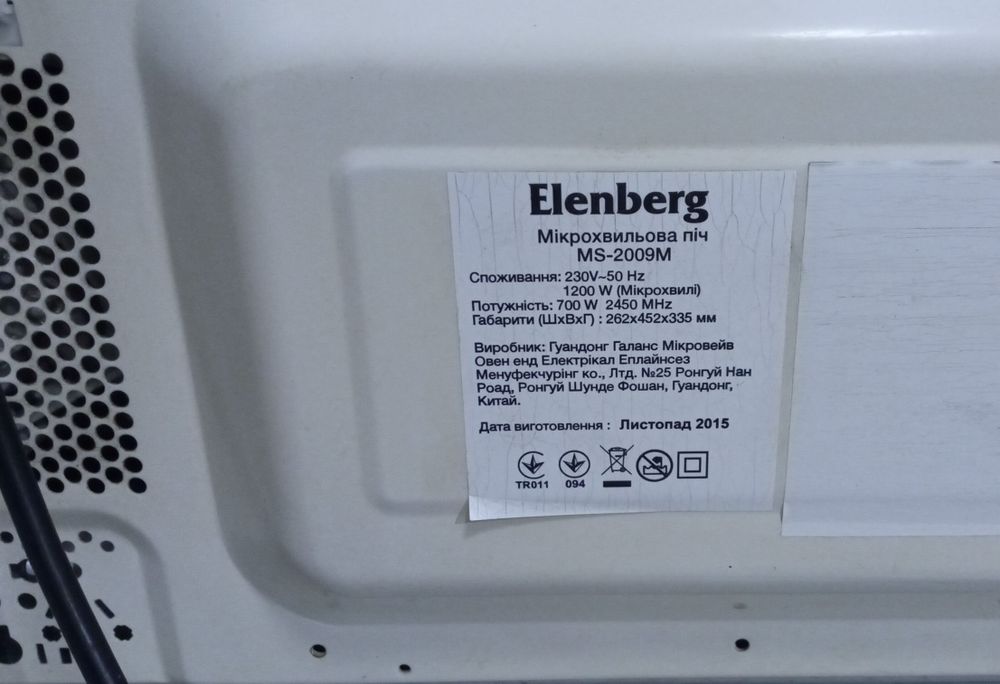 Elenberg
Мікрохвильова піч
MS-2009M
Споживання: 230V~50 Hz
1200 W (Мікрохвилі)
Потужність: 700 W 2450 MHz
Габарити (ШхВхГ) : 262х452х335 мм
Виробник: Гуандонг Галанс Мікровейв
Овен енд Електрікал Еплайнсез
Менуфекчурінг ко., Лтд. №25 Ронгуй Нан
Роад, Ронгуй Шунде Фошан, Гуандонг,
Китай.
Дата виготовлення : Листопад 2015
TR011 094